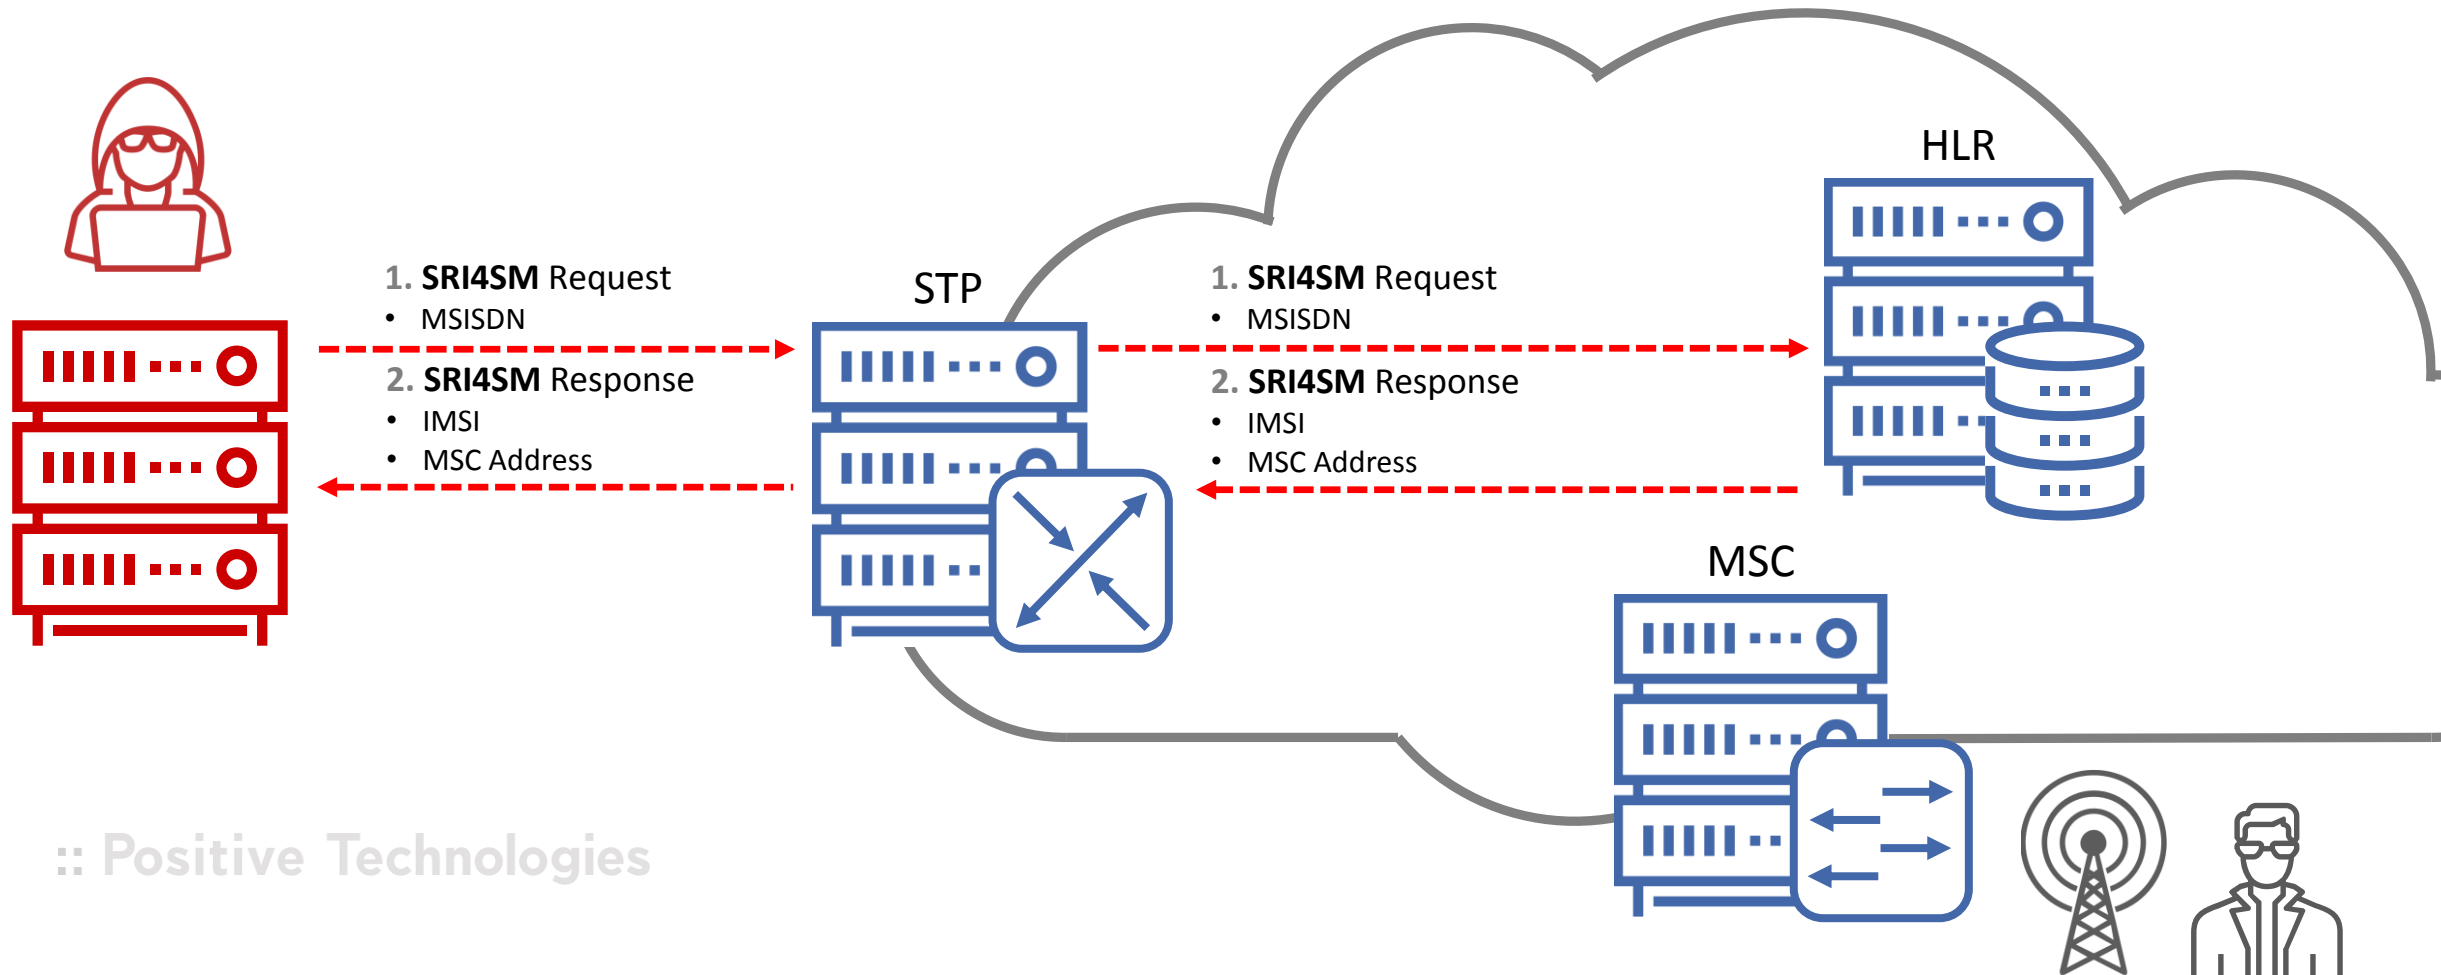 HLR
1. SRI4SM Request
• MSISDN
2. SRI4SM Response
• IMSI
• MSC Address
STP
1. SRI4SM Request
• MSISDN
2. SRI4SM Response
• IMSI
• MSC Address
MSC
:: Positive Technologies